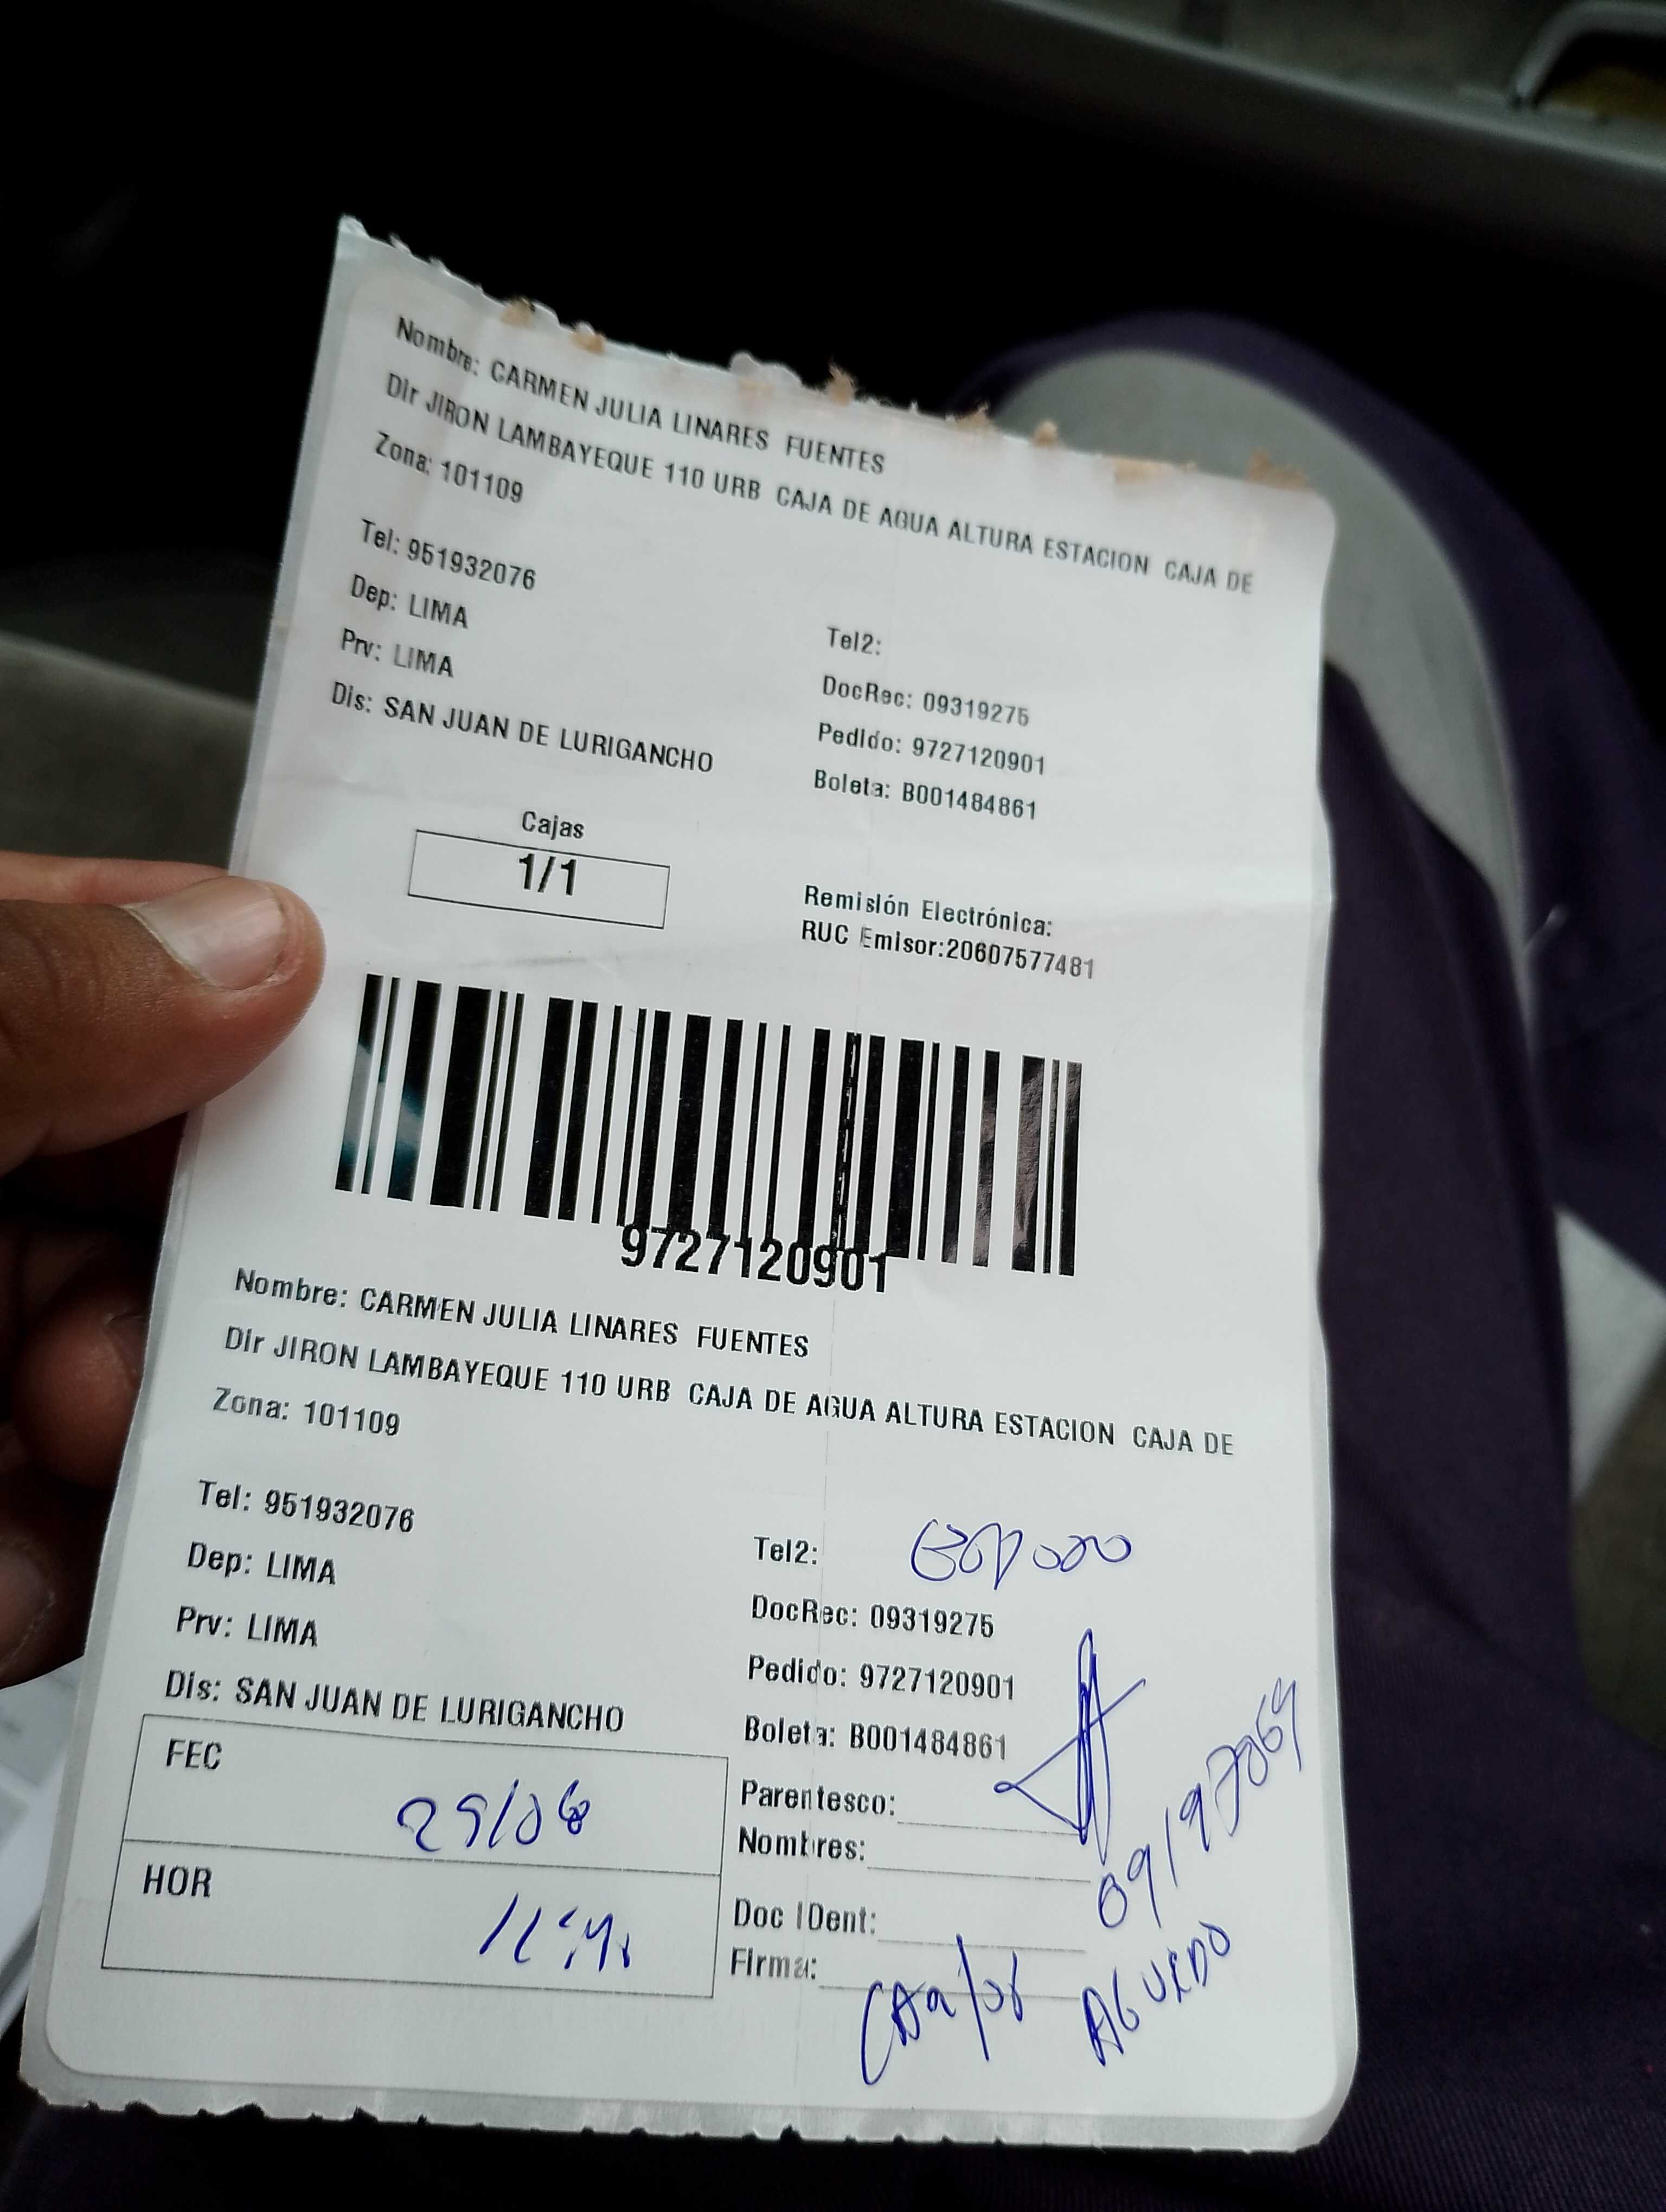 Nombre: CARMEN JULIA LINARES FUENTES
Dir JIRON LAMBAYEQUE 110 URB CAJA DE AGUA ALTURA ESTACION CAJA DE
Zona: 101109
Tel: 951932076
Dep: LIMA
Prv: LIMA
Dis: SAN JUAN DE LURIGANCHO
Tel2:
DocRec: 09319275
Pedido: 9727120901
Boleta: B001484861
Cajas
1/1
Remisión Electrónica:
RUC Emisor:20607577481
9727120901
Nombre: CARMEN JULIA LINARES FUENTES
Dir JIRON LAMBAYEQUE 110 URB CAJA DE AGUA ALTURA ESTACION CAJA DE
Zona: 101109
Tel: 951932076
Dep: LIMA
Prv: LIMA
Dis: SAN JUAN DE LURIGANCHO
Tel2:
DocRec: 09319275
Pedido: 9727120901
Boleta: B001484861
Parentesco:
Nombres:
Doc IDent:
Firma:
FEC 29/06
HOR
Carlos
AGUEDO